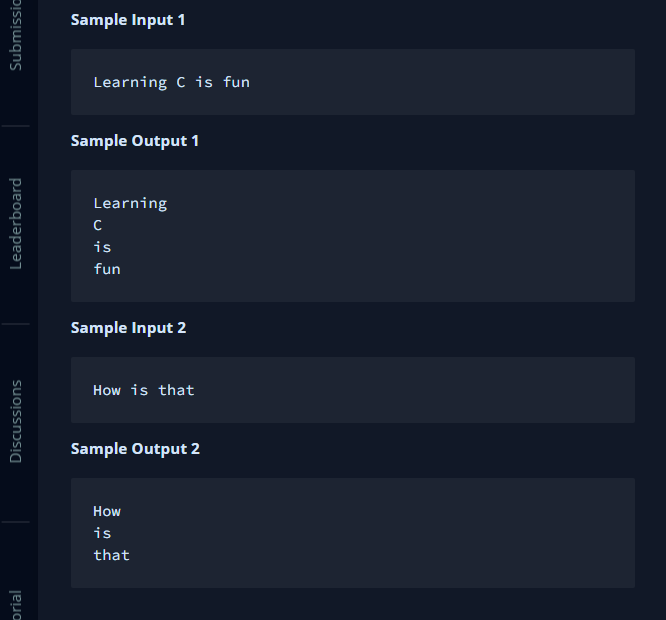 Submissio
Leaderboard
Discussions
orial
Sample Input 1
Learning C is fun
Sample Output 1
Learning
C
is
fun
Sample Input 2
How is that
Sample Output 2
How
is
that